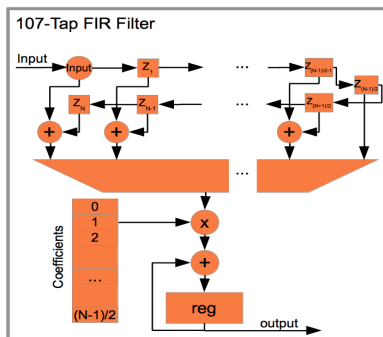 107-Tap FIR Filter
Input
Input
Z1
...
Z(N-1)/2-1
Z(N-1)/2
ZN
ZN-1
...
Z(N+1)/2
+
+
+
...
Coefficients
0
1
2
...
(N-1)/2
x
+
reg
output